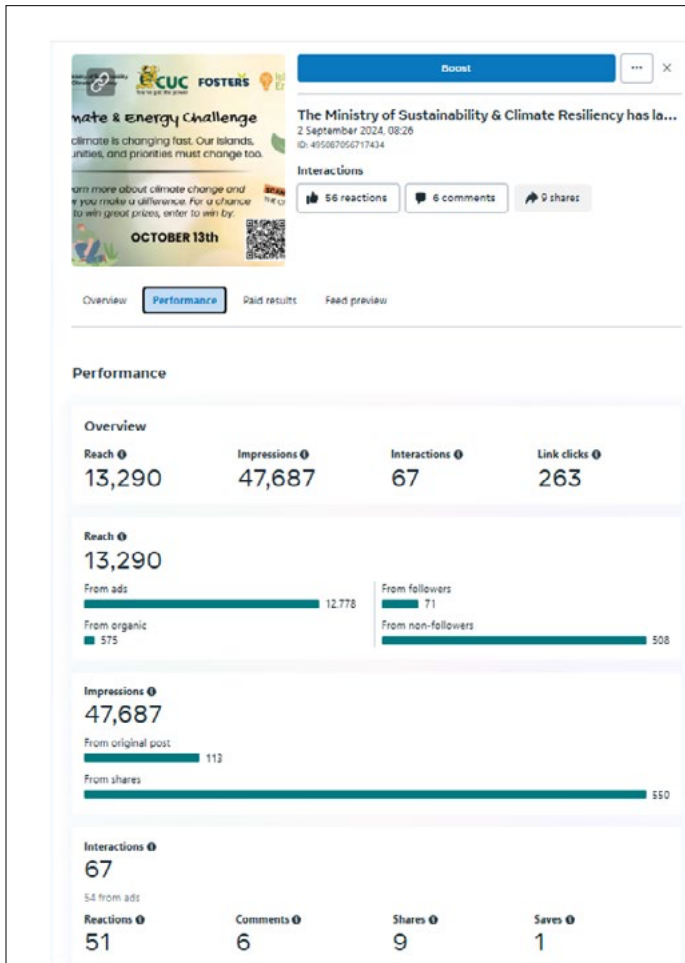 CUC
FOSTERS
mate & Energy Challenge
climate is changing fast. Our Islands,
unities, and priorities must change too.
arn more about climate change and
you make a difference. For a chance
to win great prizes, enter to win by:
OCTOBER 13th
Boost
The Ministry of Sustainability & Climate Resiliency has la...
2 September 2024, 08:26
ID: 495087056717434
Interactions
56 reactions
6 comments
9 shares
Overview
Performance
Paid results
Feed preview
Performance
Overview
Reach
Impressions
Interactions
Link clicks
13,290
47,687
67
263
Reach
13,290
From ads
12.778
From organic
575
From followers
71
From non-followers
508
Impressions
47,687
From original post
113
From shares
550
Interactions
67
54 from ads
Reactions
Comments
Shares
Saves
51
6
9
1